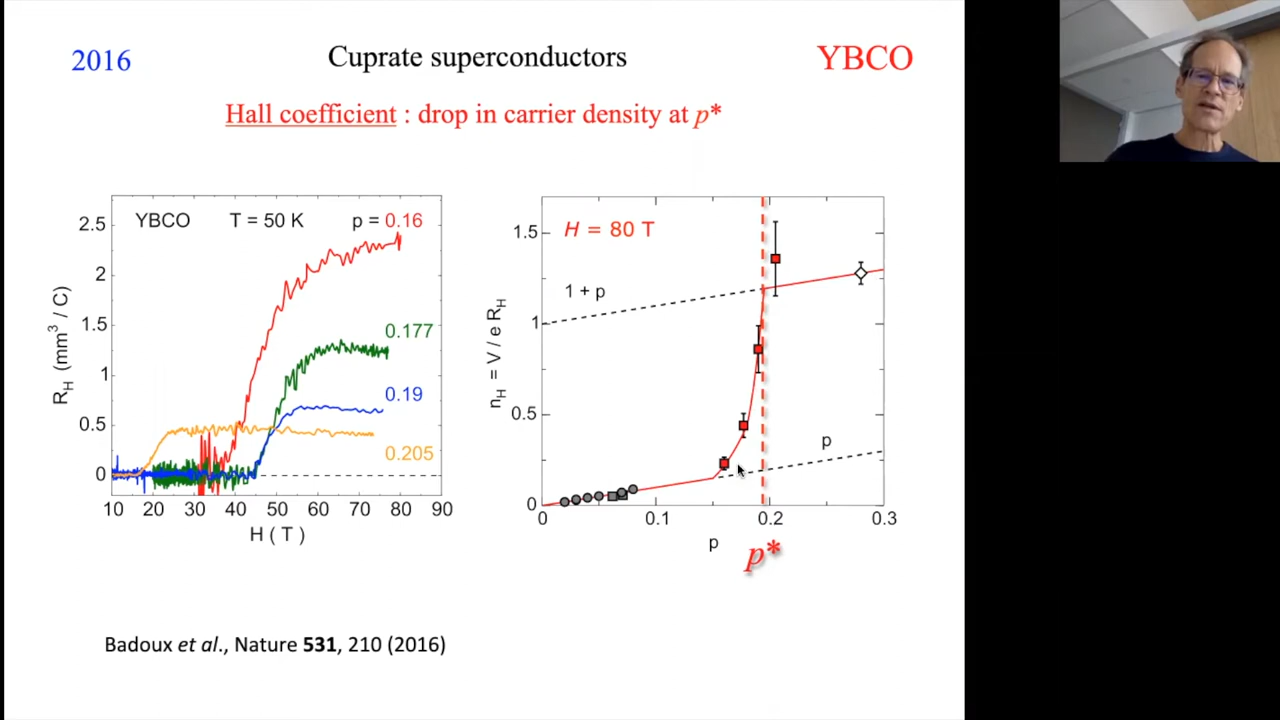 2016
Cuprate superconductors
YBCO
Hall coefficient : drop in carrier density at p*
YBCO T = 50 K p = 0.16
0.177
0.19
0.205
2.5
2
1.5
1
0.5
0
R_H (mm³ / C)
10 20 30 40 50 60 70 80 90
H ( T )
H = 80 T
1 + p
p
1.5
1
0.5
0
n_H = V / e R_H
0 0.1 0.2 0.3
p
p*
Badoux et al., Nature 531, 210 (2016)